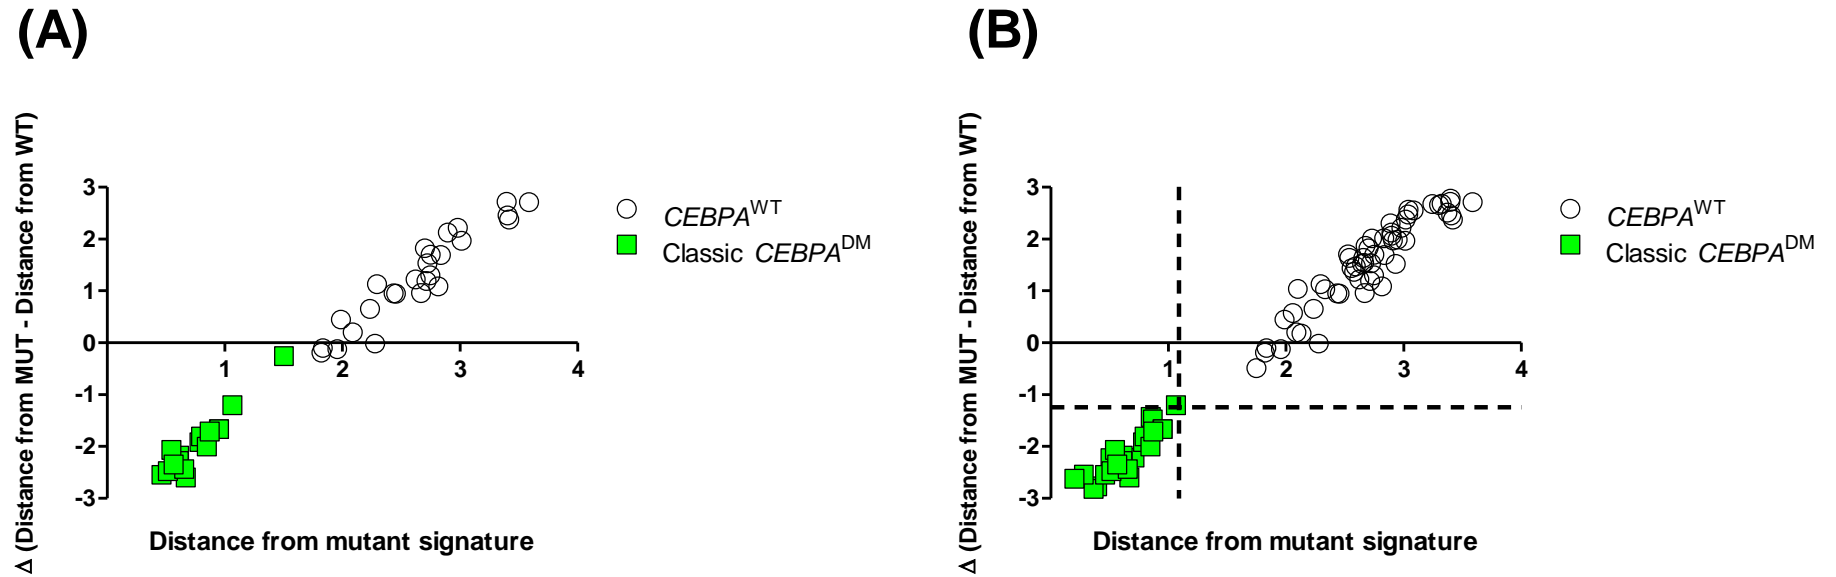 (A)
Δ (Distance from MUT - Distance from WT)
3
2
1
0
-1
-2
-3
1 2 3 4
Distance from mutant signature
CEBPAWT
Classic CEBPADM
(B)
Δ (Distance from MUT - Distance from WT)
3
2
1
0
-1
-2
-3
1 2 3 4
Distance from mutant signature
CEBPAWT
Classic CEBPADM